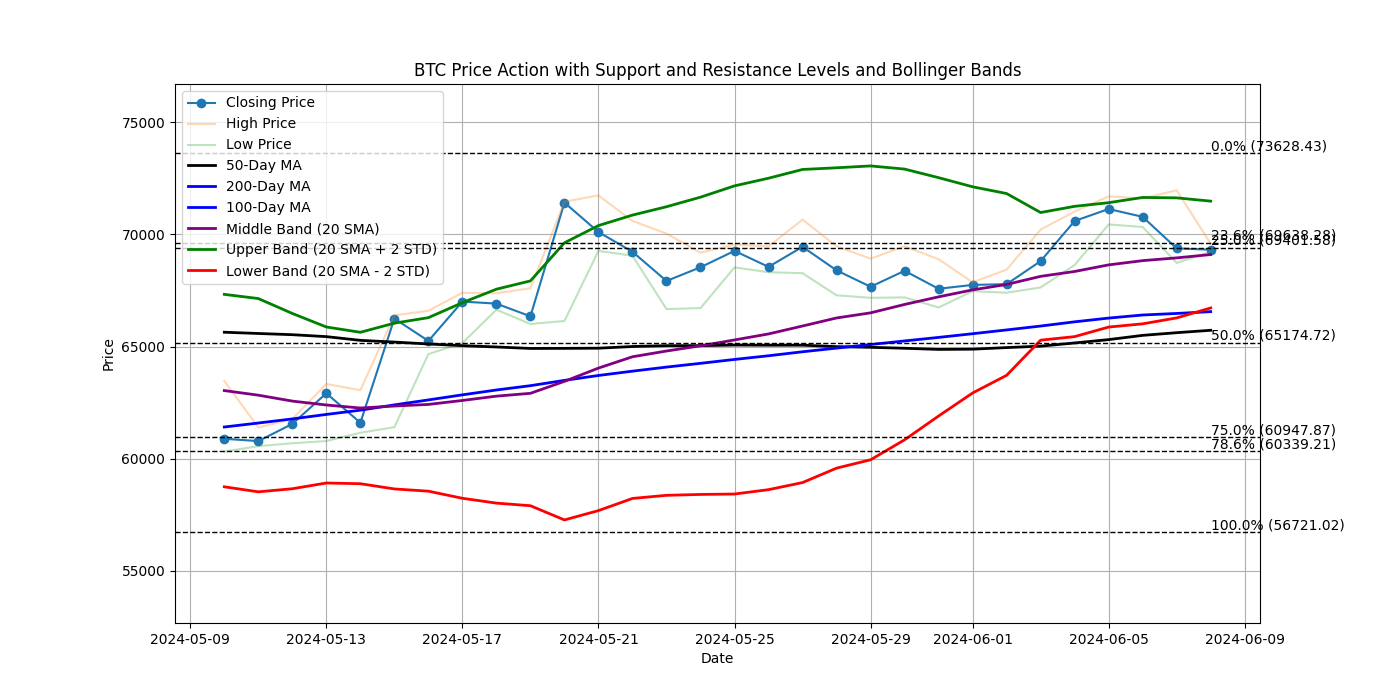 BTC Price Action with Support and Resistance Levels and Bollinger Bands
Closing Price
High Price
Low Price
50-Day MA
200-Day MA
100-Day MA
Middle Band (20 SMA)
Upper Band (20 SMA + 2 STD)
Lower Band (20 SMA - 2 STD)
75000
70000
65000
60000
55000
Price
0.0% (73628.43)
23.6% (69638.28)
25.0% (69401.58)
50.0% (65174.72)
75.0% (60947.87)
78.6% (60339.21)
100.0% (56721.02)
2024-05-09
2024-05-13
2024-05-17
2024-05-21
2024-05-25
2024-05-29
2024-06-01
2024-06-05
2024-06-09
Date